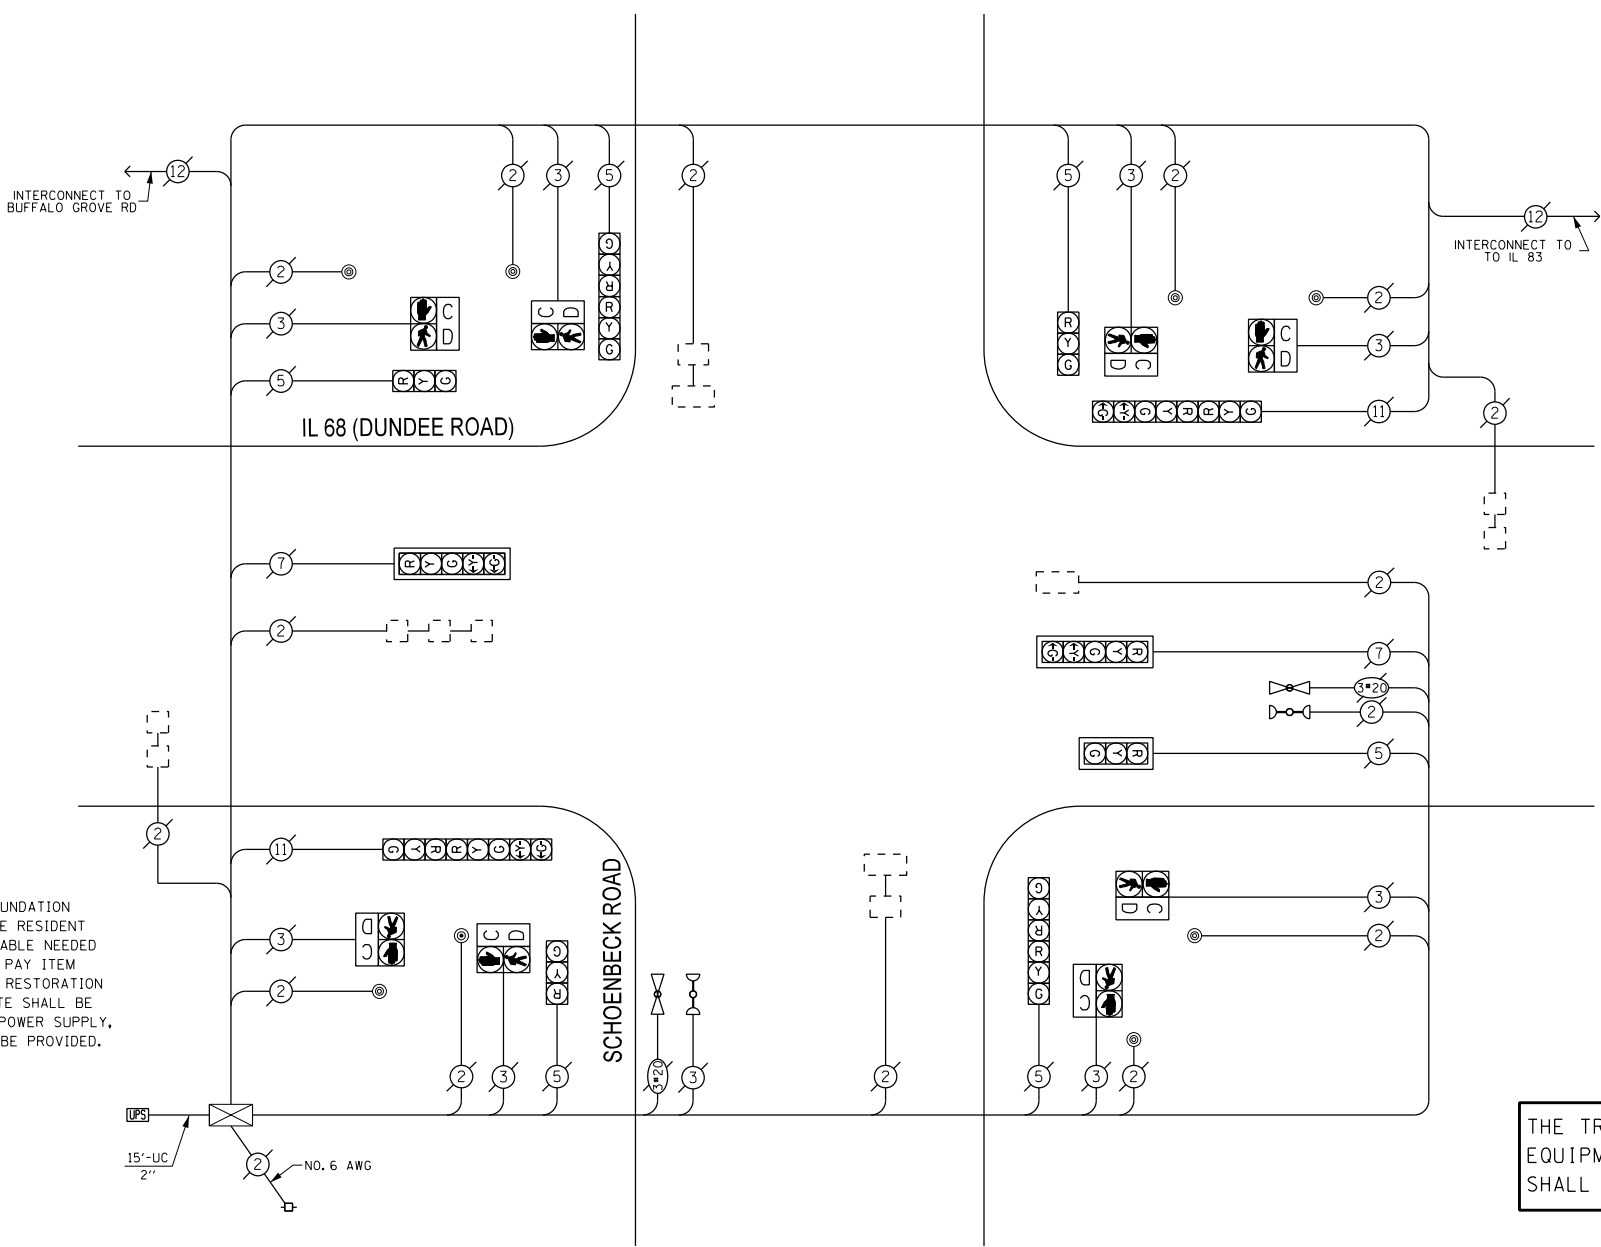 2
3
5
2
5
3
2
12
INTERCONNECT TO
BUFFALO GROVE RD
12
INTERCONNECT TO
TO IL 83
2
3
5
C
D
C D
G
Y
R
R
Y
G
R Y G
R
Y
G
D C
C
D
2
3
11
G Y G Y R R Y G
2
IL 68 (DUNDEE ROAD)
7
R Y G Y G
2
2
G Y G Y R
7
3#20
2
G Y R
5
2
11
G Y R R Y G Y G
3
D
C
2
C D
G
Y
R
SCHOENBECK ROAD
G
Y
R
R
Y
G
D C
3
2
D
C
UNDATION
E RESIDENT
ABLE NEEDED
PAY ITEM
RESTORATION
TE SHALL BE
POWER SUPPLY,
BE PROVIDED.
2
3
5
3#20
3
2
5
3
2
UPS
15'-UC
2"
2
NO. 6 AWG
THE TR
EQUIPM
SHALL